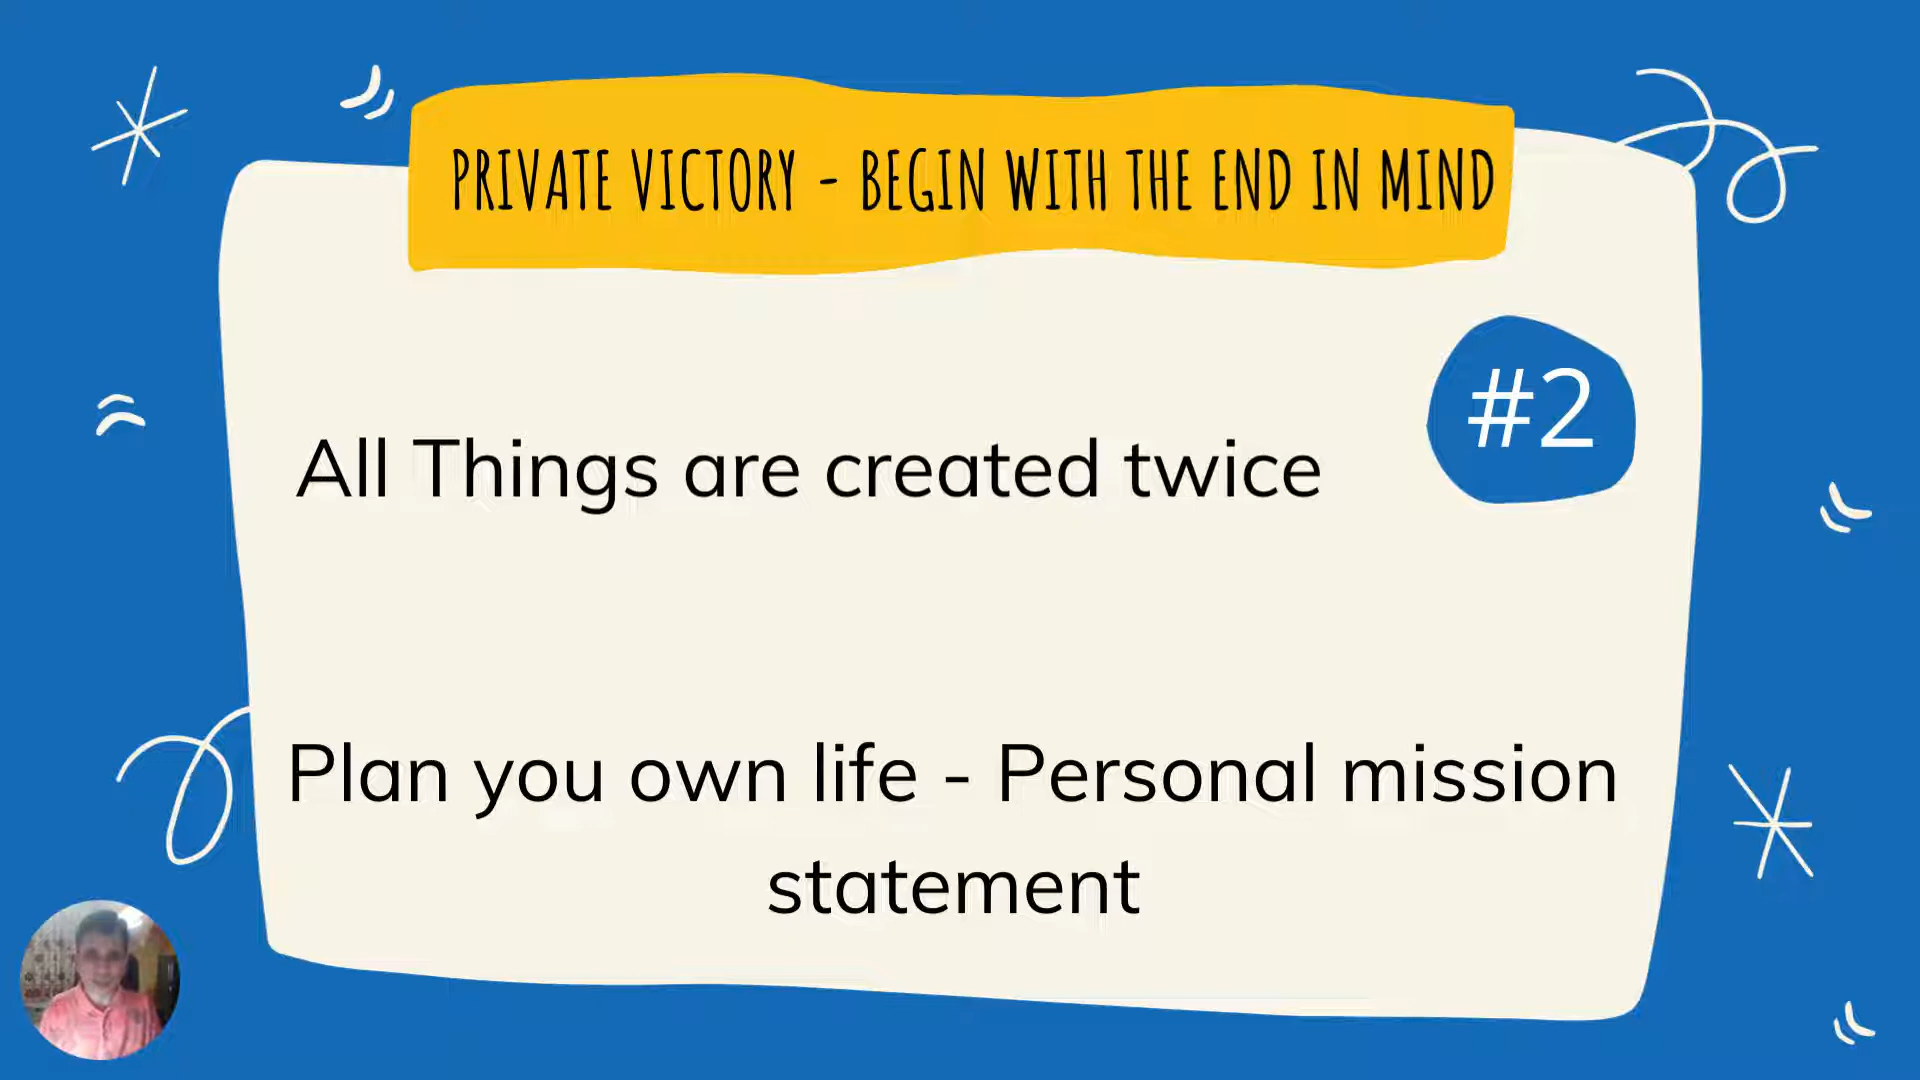 PRIVATE VICTORY - BEGIN WITH THE END IN MIND
#2
All Things are created twice
Plan you own life - Personal mission
statement